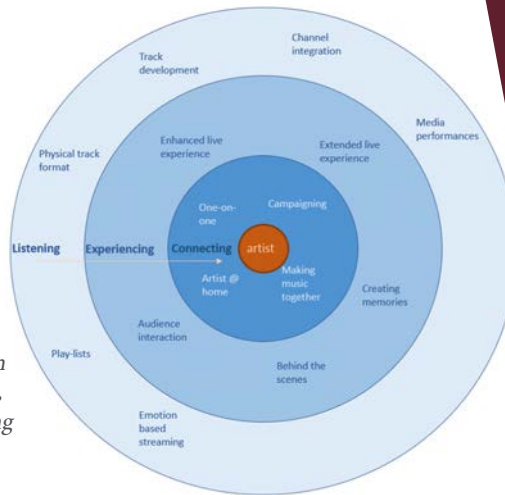 Channel
integration
Track
development
Media
performances
Enhanced live
experience
Extended live
experience
Physical track
format
One-on-
one
Campaigning
Listening
Experiencing
Connecting
artist
Artist @
home
Making
music
together
Creating
memories
Audience
interaction
Play-lists
Behind the
scenes
Emotion
based
streaming